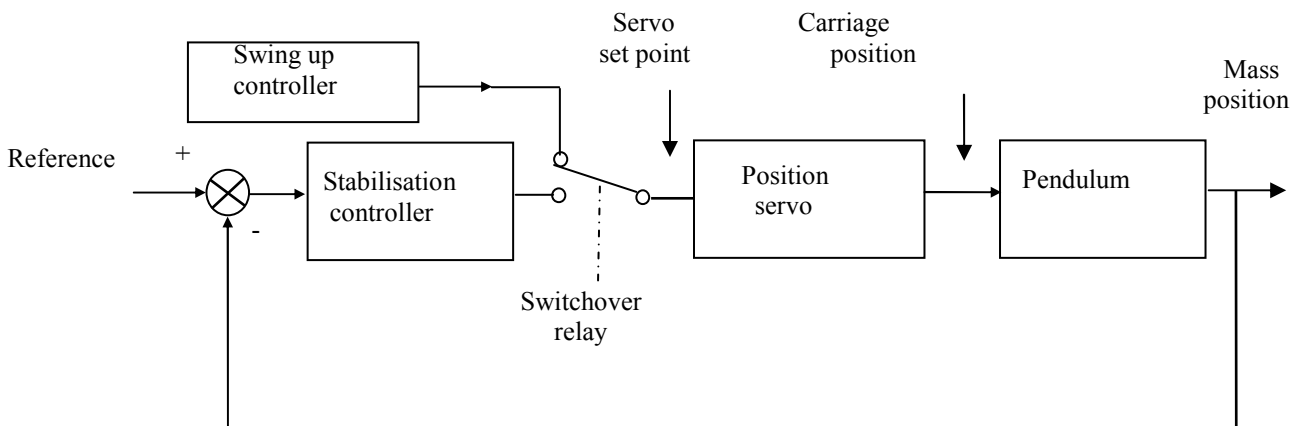 Servo
set point
Carriage
position
Swing up
controller
Mass
position
Reference
+
Stabilisation
controller
Position
servo
Pendulum
-
Switchover
relay